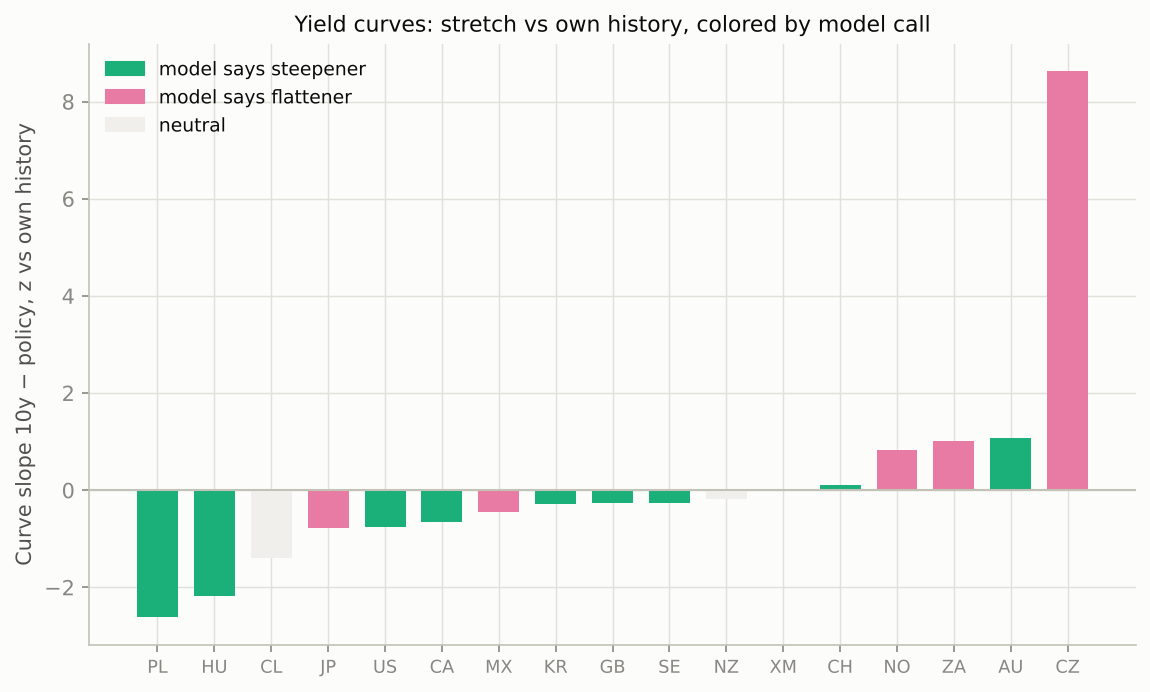 Yield curves: stretch vs own history, colored by model call
model says steepener
model says flattener
neutral
Curve slope 10y − policy, z vs own history
8
6
4
2
0
−2
PL HU CL JP US CA MX KR GB SE NZ XM CH NO ZA AU CZ